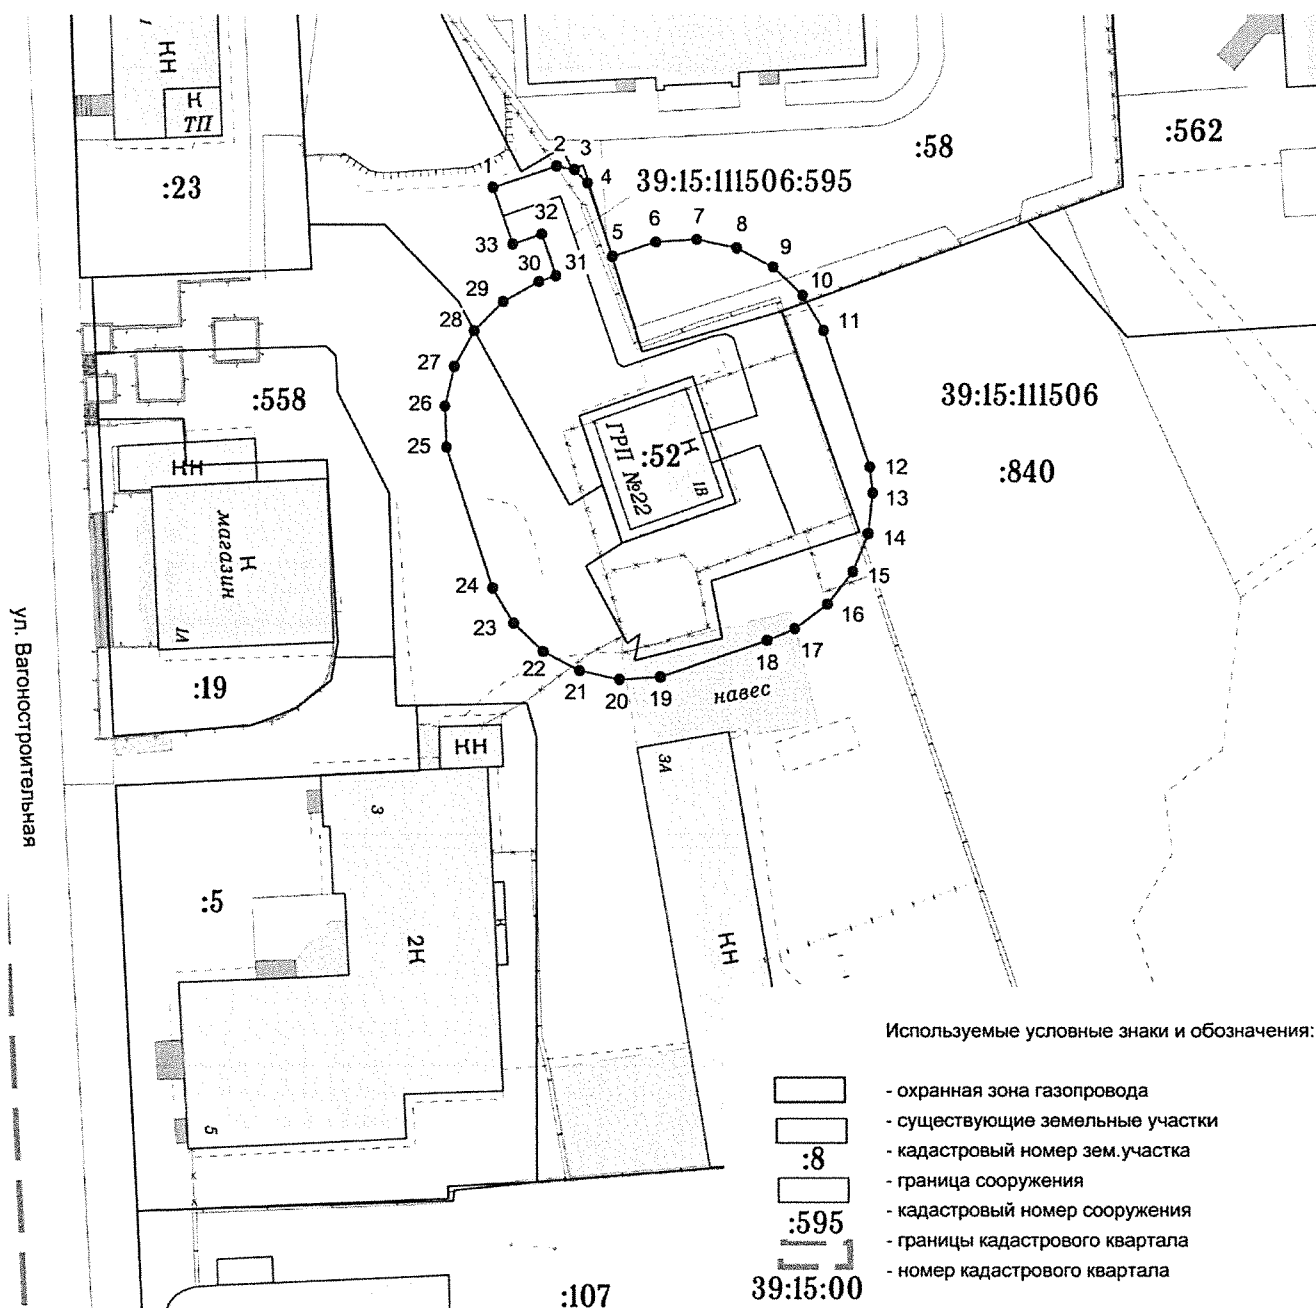 1
КН
К
ТП
:23
:58
:562
39:15:111506:595
1
2
3
4
5
6
7
8
9
10
11
12
13
14
15
16
17
18
19
20
21
22
23
24
25
26
27
28
29
30
31
32
33
39:15:111506
:840
:558
:52
К
ГРП №22
1В
КН
К
магазин
1А
:19
навес
КН
3А
3
:5
2К
к
КН
5
ул. Вагоностроительная
:107
Используемые условные знаки и обозначения:
- охранная зона газопровода
- существующие земельные участки
:8 - кадастровый номер зем.участка
- граница сооружения
:595 - кадастровый номер сооружения
- границы кадастрового квартала
39:15:00 - номер кадастрового квартала